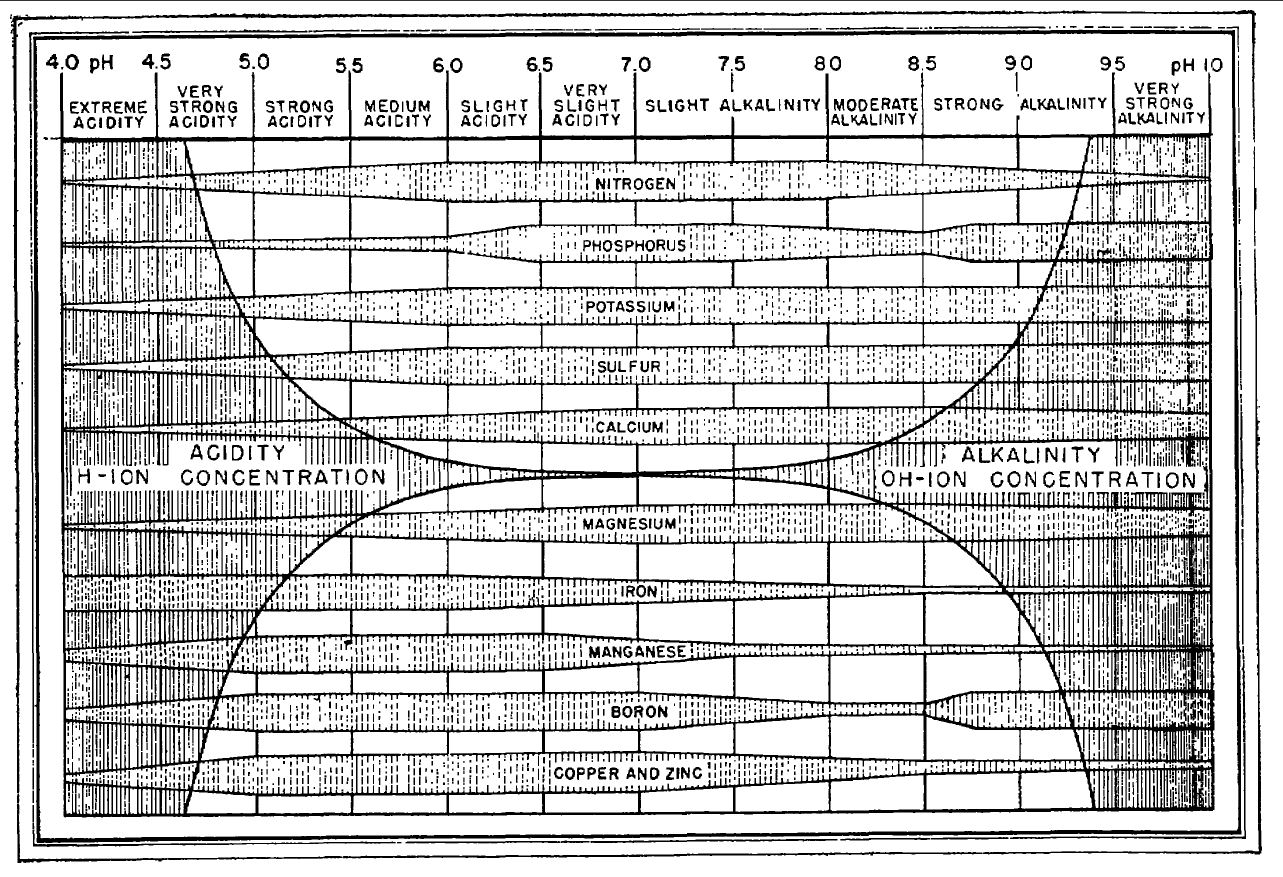 4.0 pH 4.5 5.0 5.5 6.0 6.5 7.0 7.5 8.0 8.5 9.0 9.5 pH 10
EXTREME ACIDITY
VERY STRONG ACIDITY
STRONG ACIDITY
MEDIUM ACIDITY
SLIGHT ACIDITY
VERY SLIGHT ACIDITY
SLIGHT ALKALINITY
MODERATE ALKALINITY
STRONG ALKALINITY
VERY STRONG ALKALINITY
NITROGEN
PHOSPHORUS
POTASSIUM
SULFUR
CALCIUM
ACIDITY
H-ION CONCENTRATION
ALKALINITY
OH-ION CONCENTRATION
MAGNESIUM
IRON
MANGANESE
BORON
COPPER AND ZINC